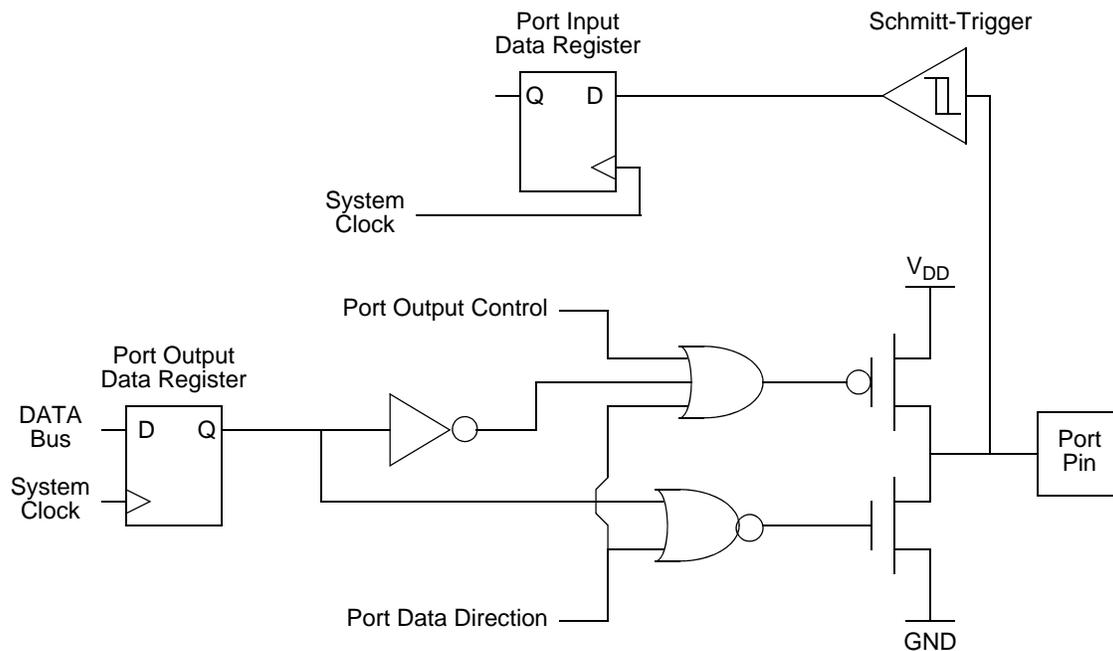 Port Input
Data Register
Schmitt-Trigger
Q
D
System
Clock
VDD
Port Output Control
Port Output
Data Register
DATA
Bus
D
Q
System
Clock
Port
Pin
Port Data Direction
GND